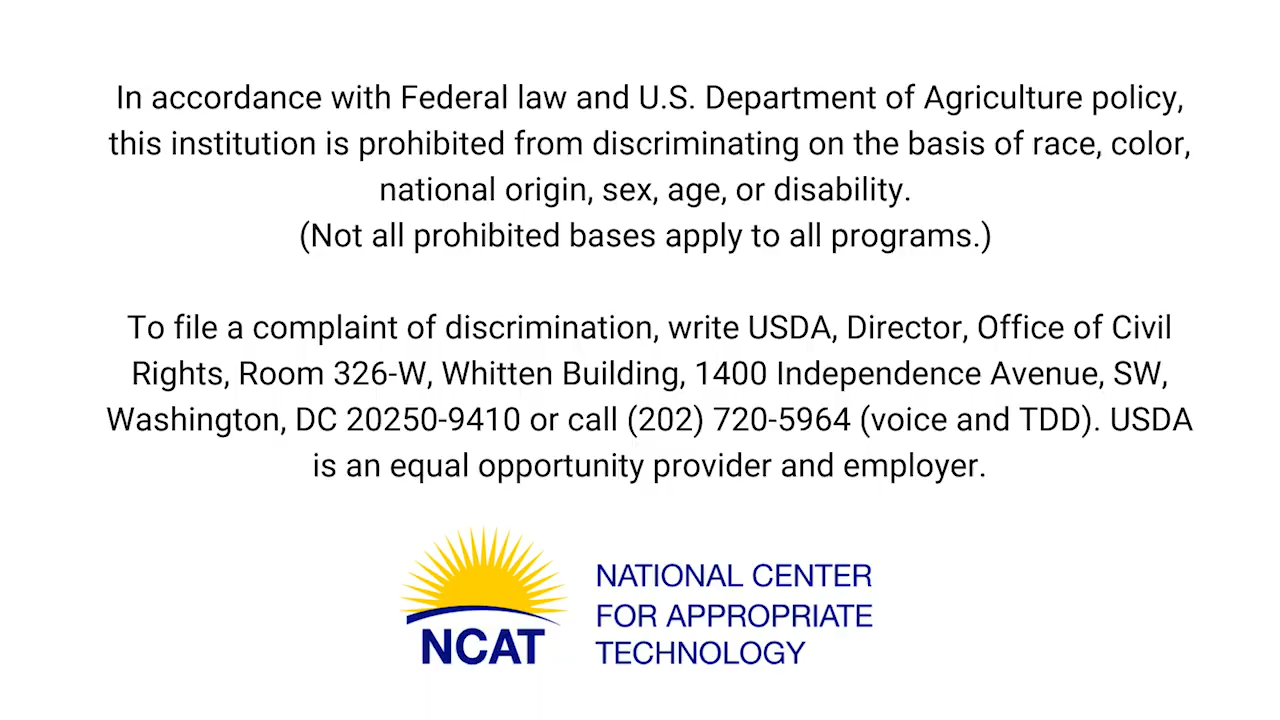 In accordance with Federal law and U.S. Department of Agriculture policy,
this institution is prohibited from discriminating on the basis of race, color,
national origin, sex, age, or disability.
(Not all prohibited bases apply to all programs.)
To file a complaint of discrimination, write USDA, Director, Office of Civil
Rights, Room 326-W, Whitten Building, 1400 Independence Avenue, SW,
Washington, DC 20250-9410 or call (202) 720-5964 (voice and TDD). USDA
is an equal opportunity provider and employer.
NCAT
NATIONAL CENTER
FOR APPROPRIATE
TECHNOLOGY